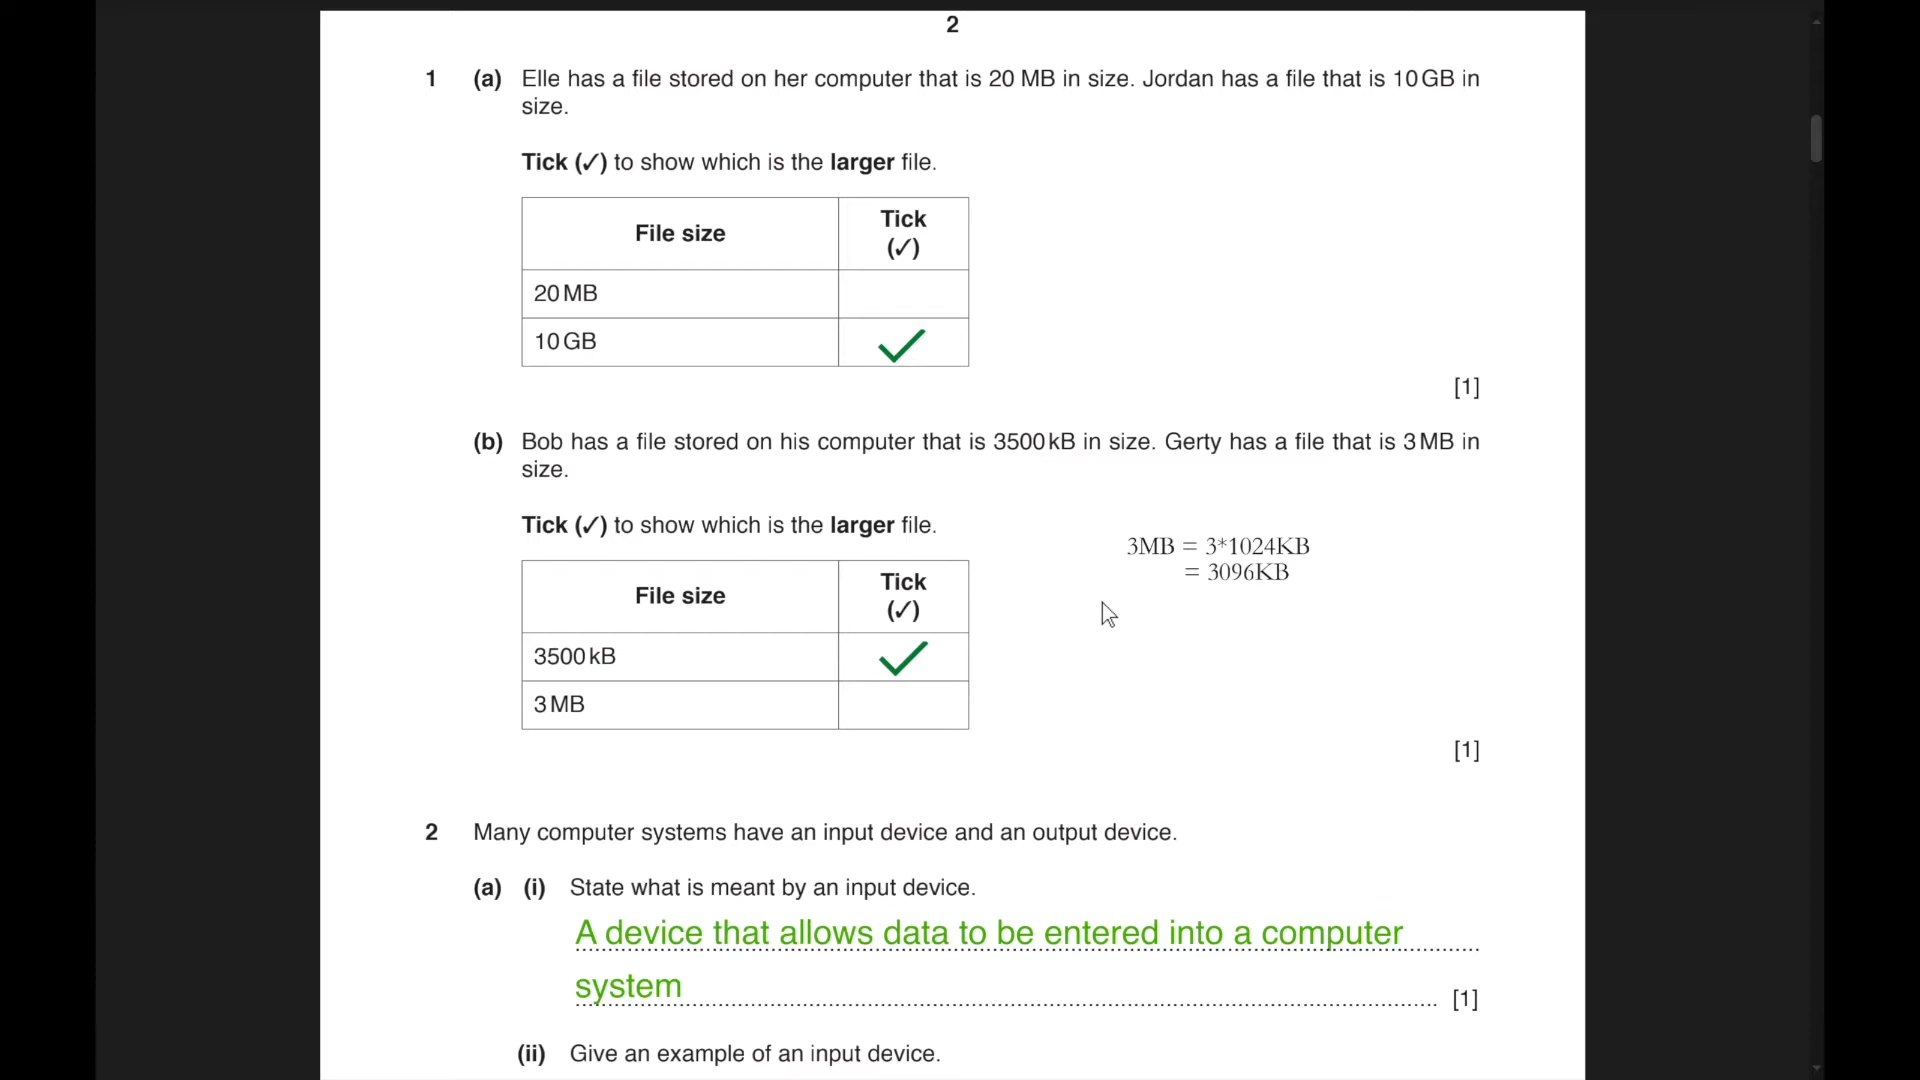 2
1 (a) Elle has a file stored on her computer that is 20 MB in size. Jordan has a file that is 10 GB in
size.
Tick (✓) to show which is the larger file.
File size Tick
(✓)
20 MB
10 GB ✓
[1]
(b) Bob has a file stored on his computer that is 3500 kB in size. Gerty has a file that is 3 MB in
size.
Tick (✓) to show which is the larger file.
3MB = 3*1024KB
= 3096KB
File size Tick
(✓)
3500 kB ✓
3 MB
[1]
2 Many computer systems have an input device and an output device.
(a) (i) State what is meant by an input device.
A device that allows data to be entered into a computer
system [1]
(ii) Give an example of an input device.